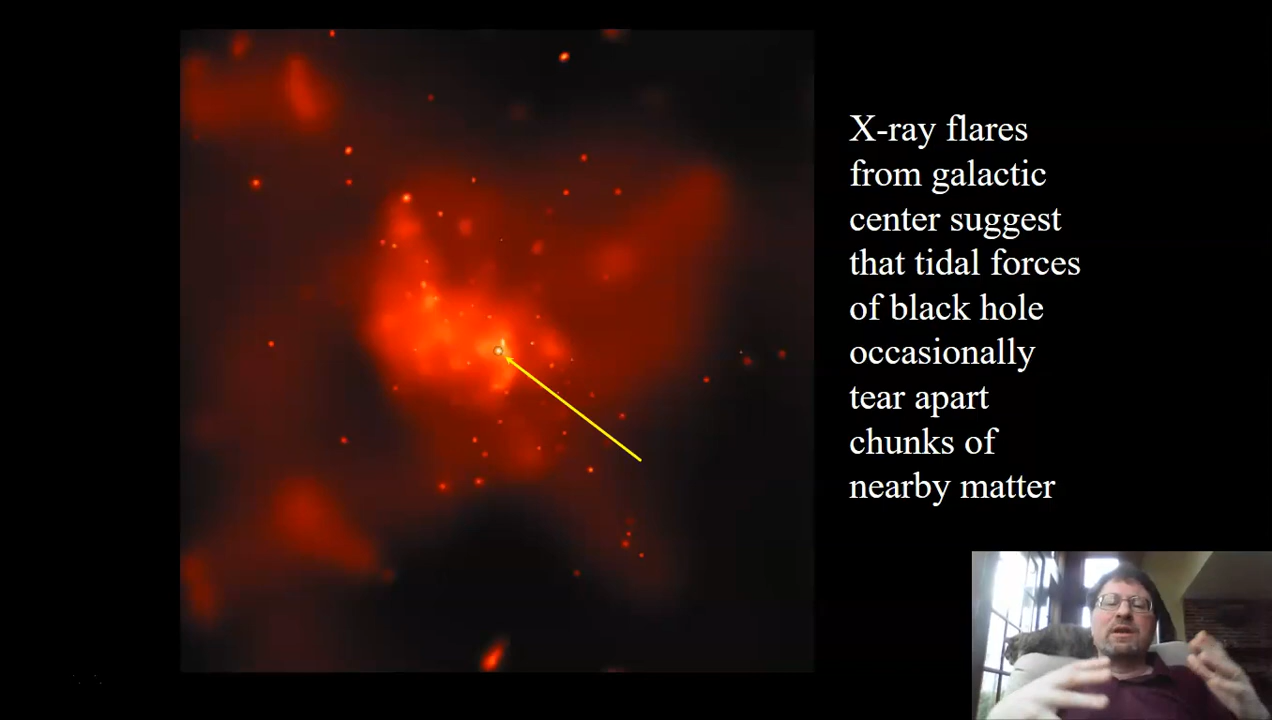 X-ray flares
from galactic
center suggest
that tidal forces
of black hole
occasionally
tear apart
chunks of
nearby matter